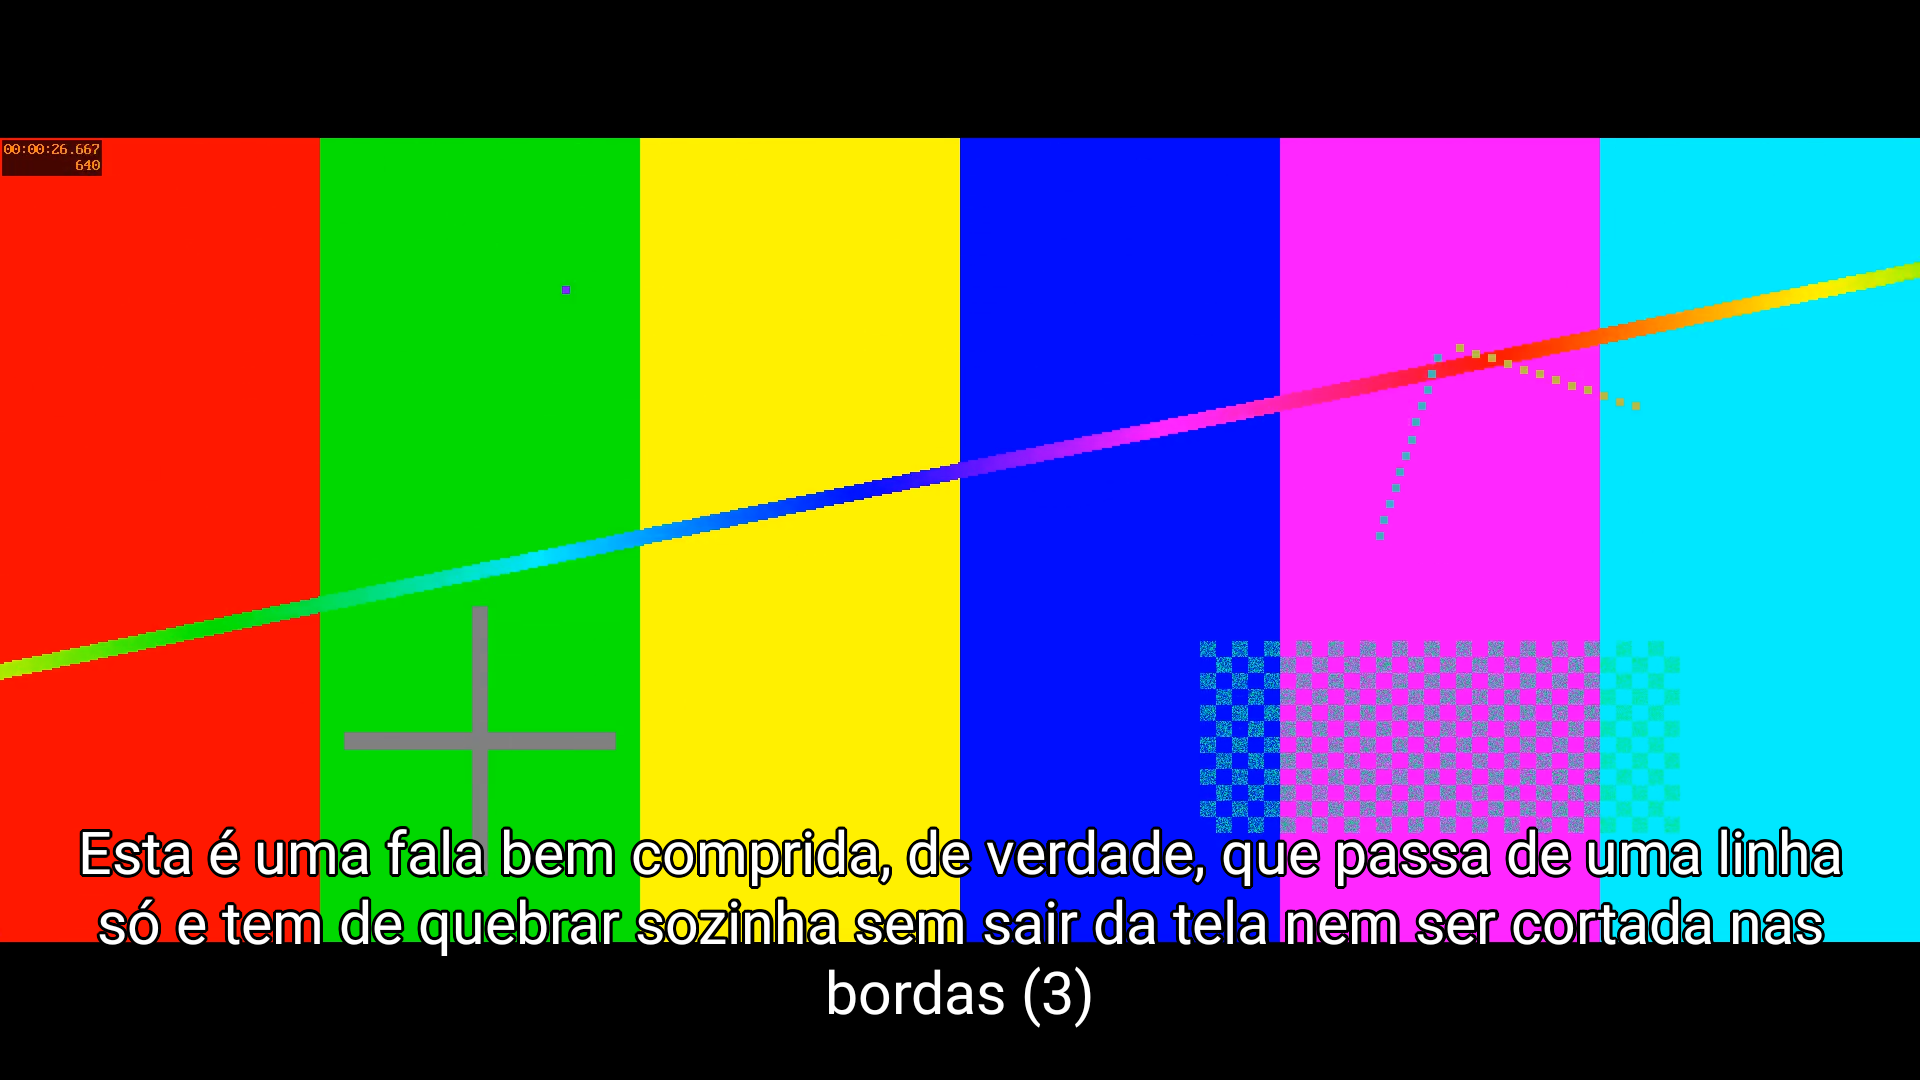 00:00:26.667
640
Esta é uma fala bem comprida, de verdade, que passa de uma linha
só e tem de quebrar sozinha sem sair da tela nem ser cortada nas
bordas (3)